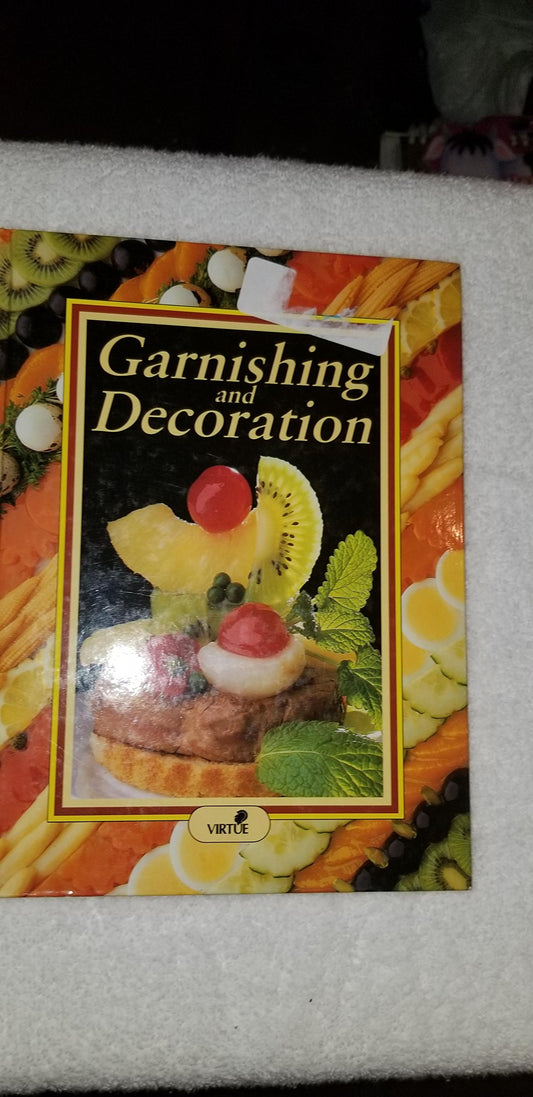 Garnishing
and
Decoration
VIRTUE